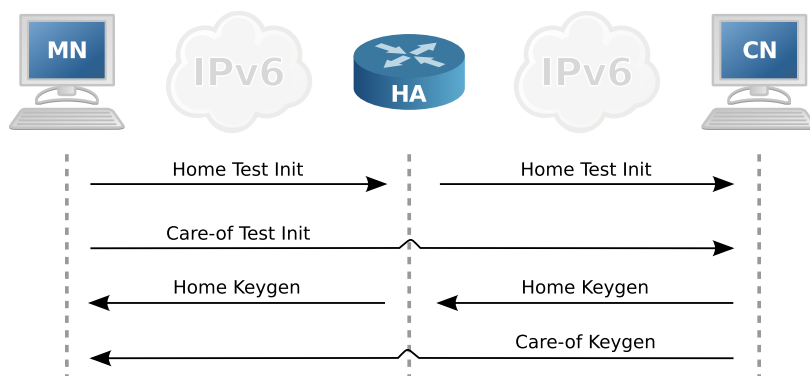 MN
IPv6
HA
IPv6
CN
Home Test Init
Home Test Init
Care-of Test Init
Home Keygen
Home Keygen
Care-of Keygen